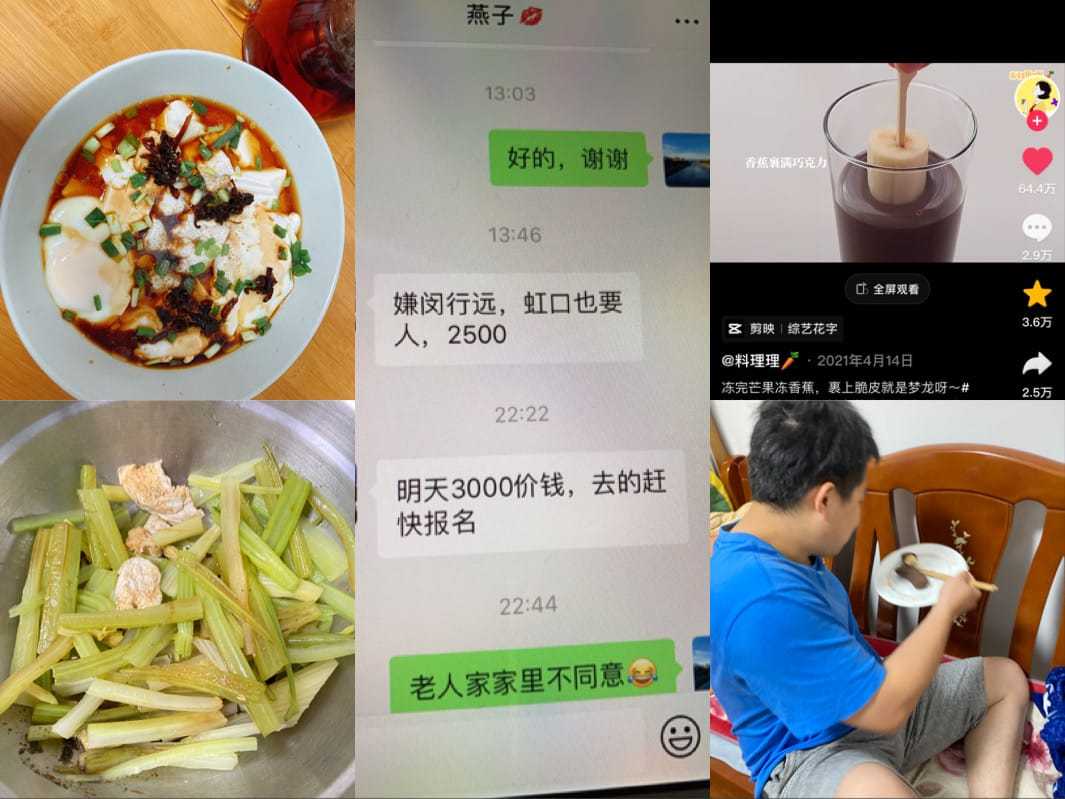 燕子💋
13:03
好的，谢谢
13:46
嫌闵行远，虹口也要
人，2500
22:22
明天3000价钱，去的赶
快报名
22:44
老人家家里不同意😂
香蕉裹满巧克力
64.4万
2.9万
全屏观看
3.6万
剪映 | 综艺花字
@料理理🥕 · 2021年4月14日
2.5万
冻完芒果冻香蕉，裹上脆皮就是梦龙呀～#